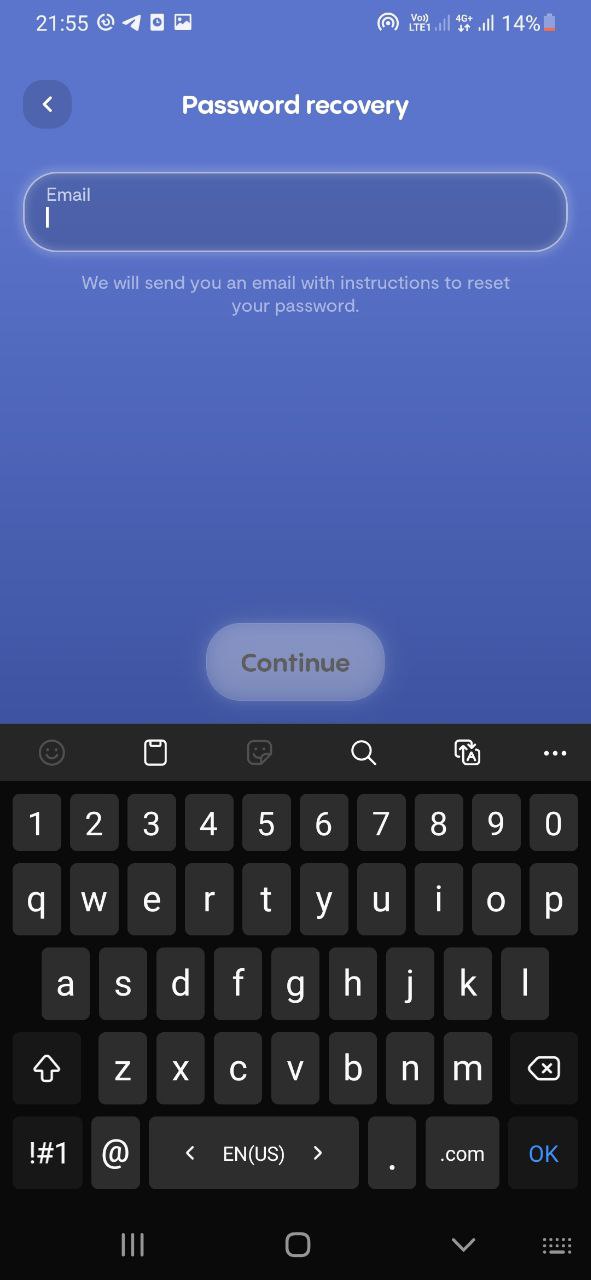 21:55 Vo)) LTE1 4G+ 14%
Password recovery
Email
We will send you an email with instructions to reset
your password.
Continue
1 2 3 4 5 6 7 8 9 0
q w e r t y u i o p
a s d f g h j k l
z x c v b n m
!#1 @ EN(US) . .com OK